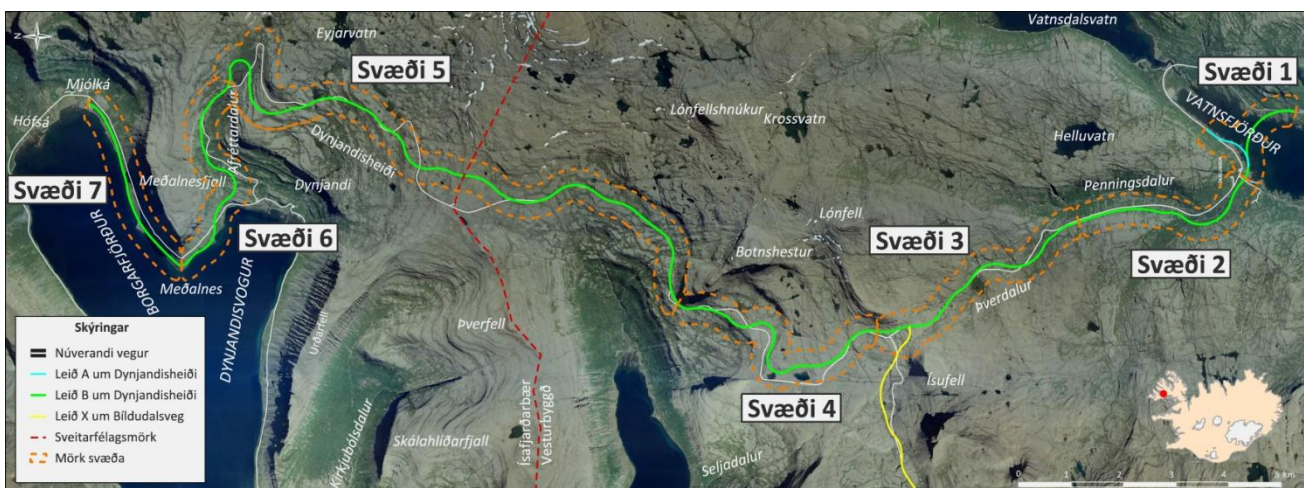 Vatnsdalsvatn
Eyjarvatn
Svæði 5
Svæði 1
Mjólká
VATNSFJÖRÐUR
Hófsá
Afréttardalur
Lónfellshnúkur
Krossvatn
Helluvatn
Dynjandisheiði
Svæði 7
Meðalnesfjall
Dynjandi
Penningsdalur
Lónfell
Svæði 6
Svæði 3
Botnshestur
Svæði 2
BORGARFJÖRÐUR
Meðalnes
Þverdalur
DYNJANDISVOGUR
Urðarfell
Þverfell
Ísufell
Svæði 4
Kirkjubólsdalur
Skálahlíðarfjall
Ísafjarðarbær
Vesturbyggð
Seljadalur
Skýringar
Núverandi vegur
Leið A um Dynjandisheiði
Leið B um Dynjandisheiði
Leið X um Bíldudalsveg
Sveitarfélagsmörk
Mörk svæða
0 1 2 3 4 5 km